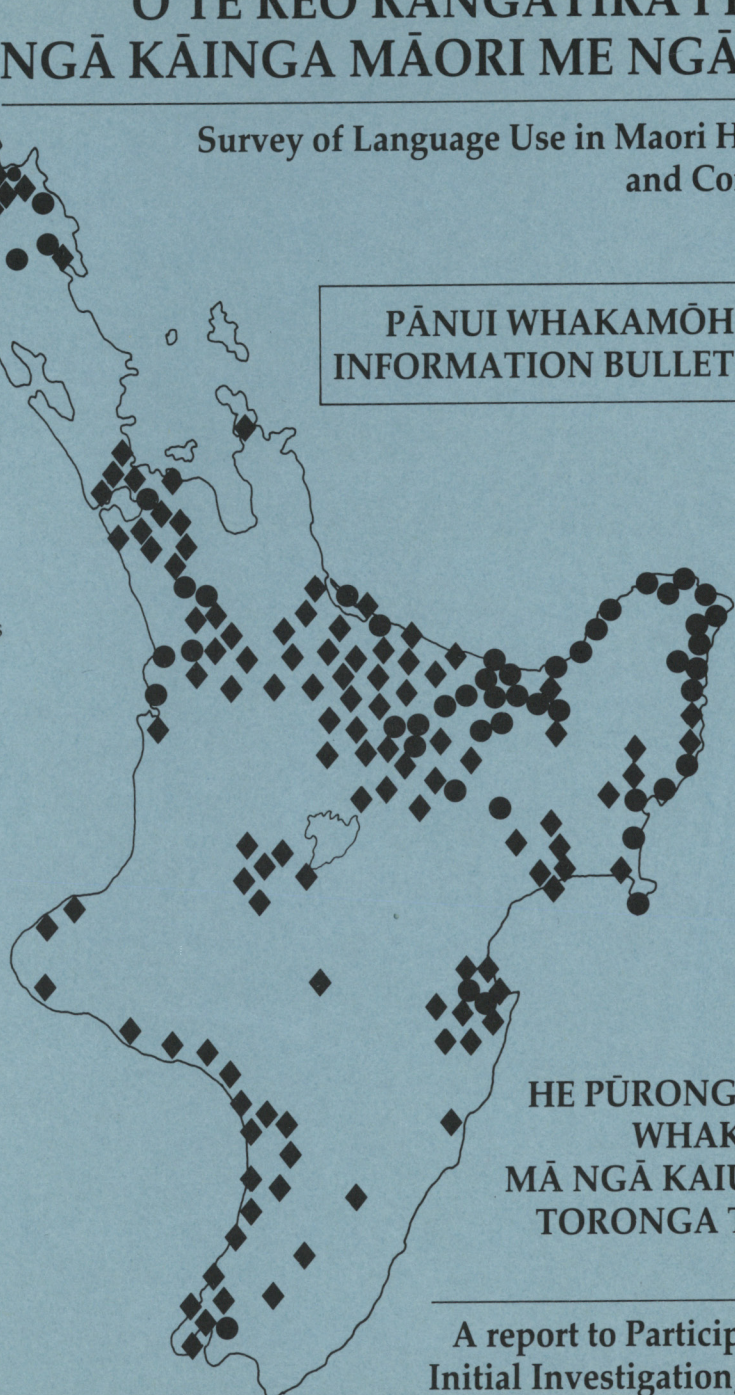 O TE REO RANGATIRA I
NGĀ KĀINGA MĀORI ME NGĀ
Survey of Language Use in Maori H
and Co
PĀNUI WHAKAMŌH
INFORMATION BULLET
HE PŪRONG
WHAK
MĀ NGĀ KAIU
TORONGA T
A report to Particip
Initial Investigation